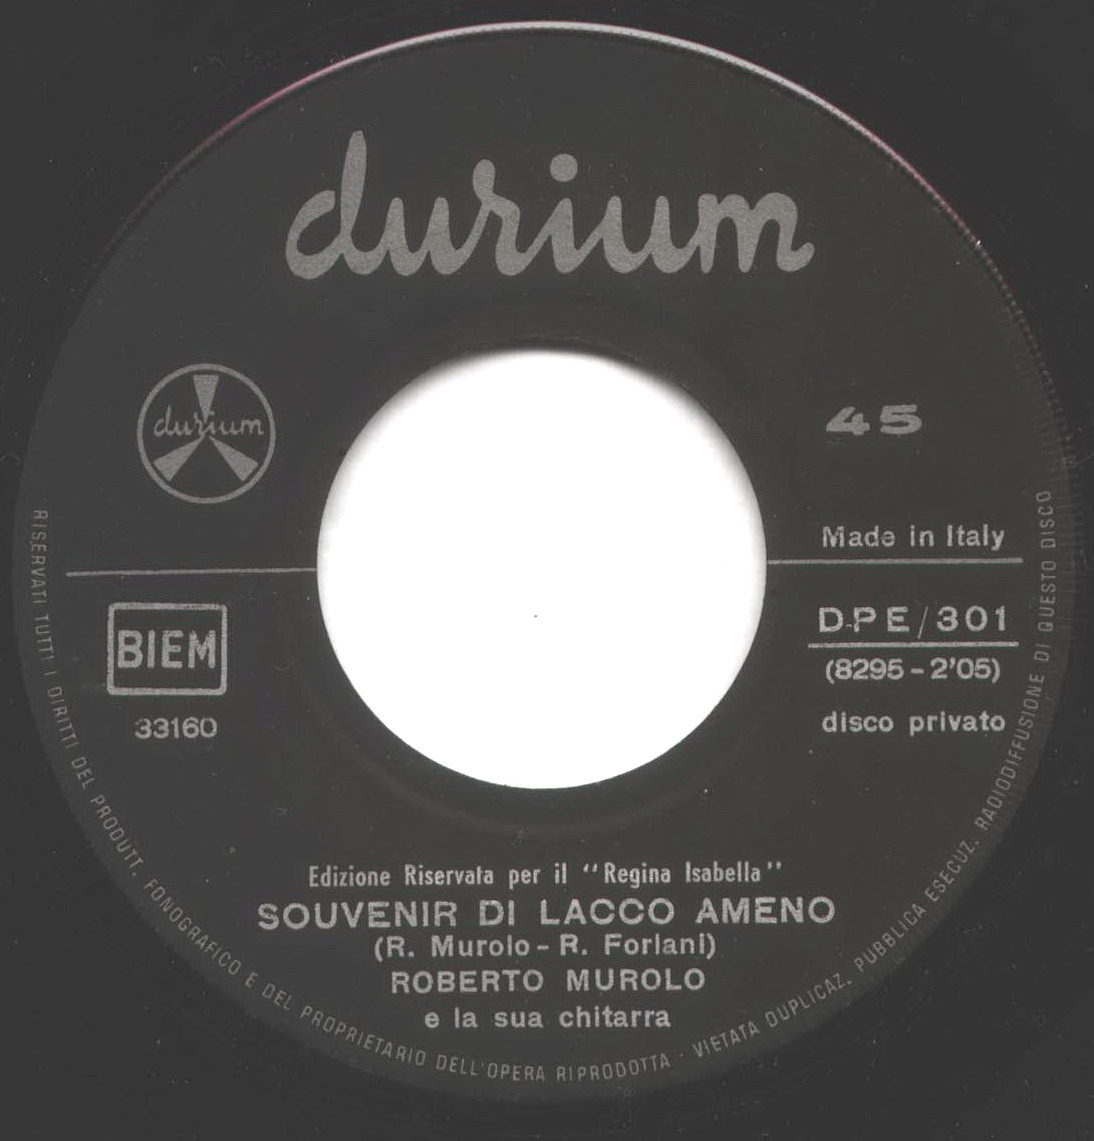 durium
durium
45
Made in Italy
BIEM
33160
DPE/301
(8295 - 2'05)
disco privato
Edizione Riservata per il "Regina Isabella"
SOUVENIR DI LACCO AMENO
(R. Murolo - R. Forlani)
ROBERTO MUROLO
e la sua chitarra
RISERVATI TUTTI I DIRITTI DEL PRODUTT. FONOGRAFICO E DEL PROPRIETARIO DELL'OPERA RIPRODOTTA - VIETATA DUPLICAZ. PUBBLICA ESECUZ. RADIODIFFUSIONE DI QUESTO DISCO